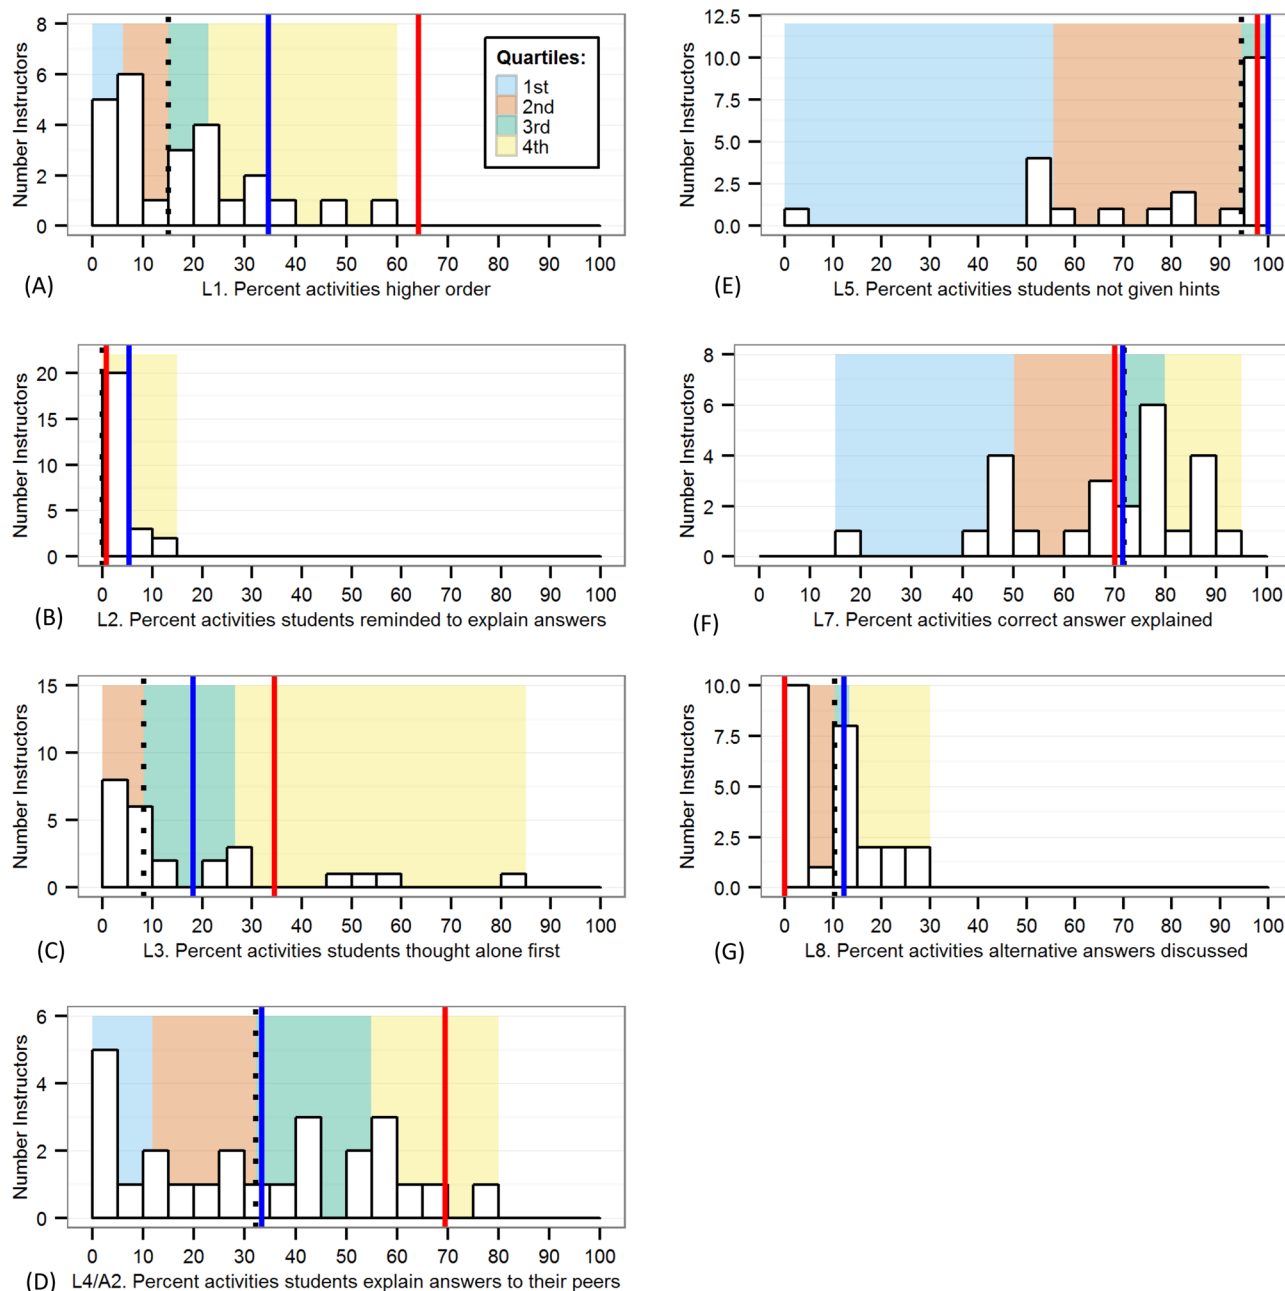 Number Instructors
8
6
4
2
0
Quartiles:
1st
2nd
3rd
4th
0 10 20 30 40 50 60 70 80 90 100
(A) L1. Percent activities higher order
Number Instructors
20
15
10
5
0
0 10 20 30 40 50 60 70 80 90 100
(B) L2. Percent activities students reminded to explain answers
Number Instructors
15
10
5
0
0 10 20 30 40 50 60 70 80 90 100
(C) L3. Percent activities students thought alone first
Number Instructors
6
4
2
0
0 10 20 30 40 50 60 70 80 90 100
(D) L4/A2. Percent activities students explain answers to their peers
Number Instructors
12.5
10.0
7.5
5.0
2.5
0.0
0 10 20 30 40 50 60 70 80 90 100
(E) L5. Percent activities students not given hints
Number Instructors
8
6
4
2
0
0 10 20 30 40 50 60 70 80 90 100
(F) L7. Percent activities correct answer explained
Number Instructors
10.0
7.5
5.0
2.5
0.0
0 10 20 30 40 50 60 70 80 90 100
(G) L8. Percent activities alternative answers discussed